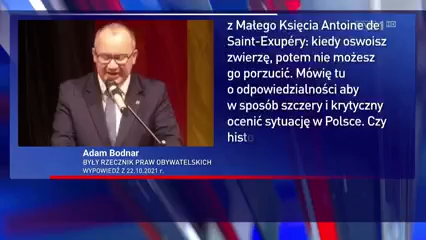 z Małego Księcia Antoine de
Saint-Exupéry: kiedy oswoisz
zwierzę, potem nie możesz
go porzucić. Mówię tu
o odpowiedzialności aby
w sposób szczery i krytyczny
ocenić sytuację w Polsce. Czy
histo
Adam Bodnar
BYŁY RZECZNIK PRAW OBYWATELSKICH
WYPOWIEDŹ Z 22.10.2021 r.